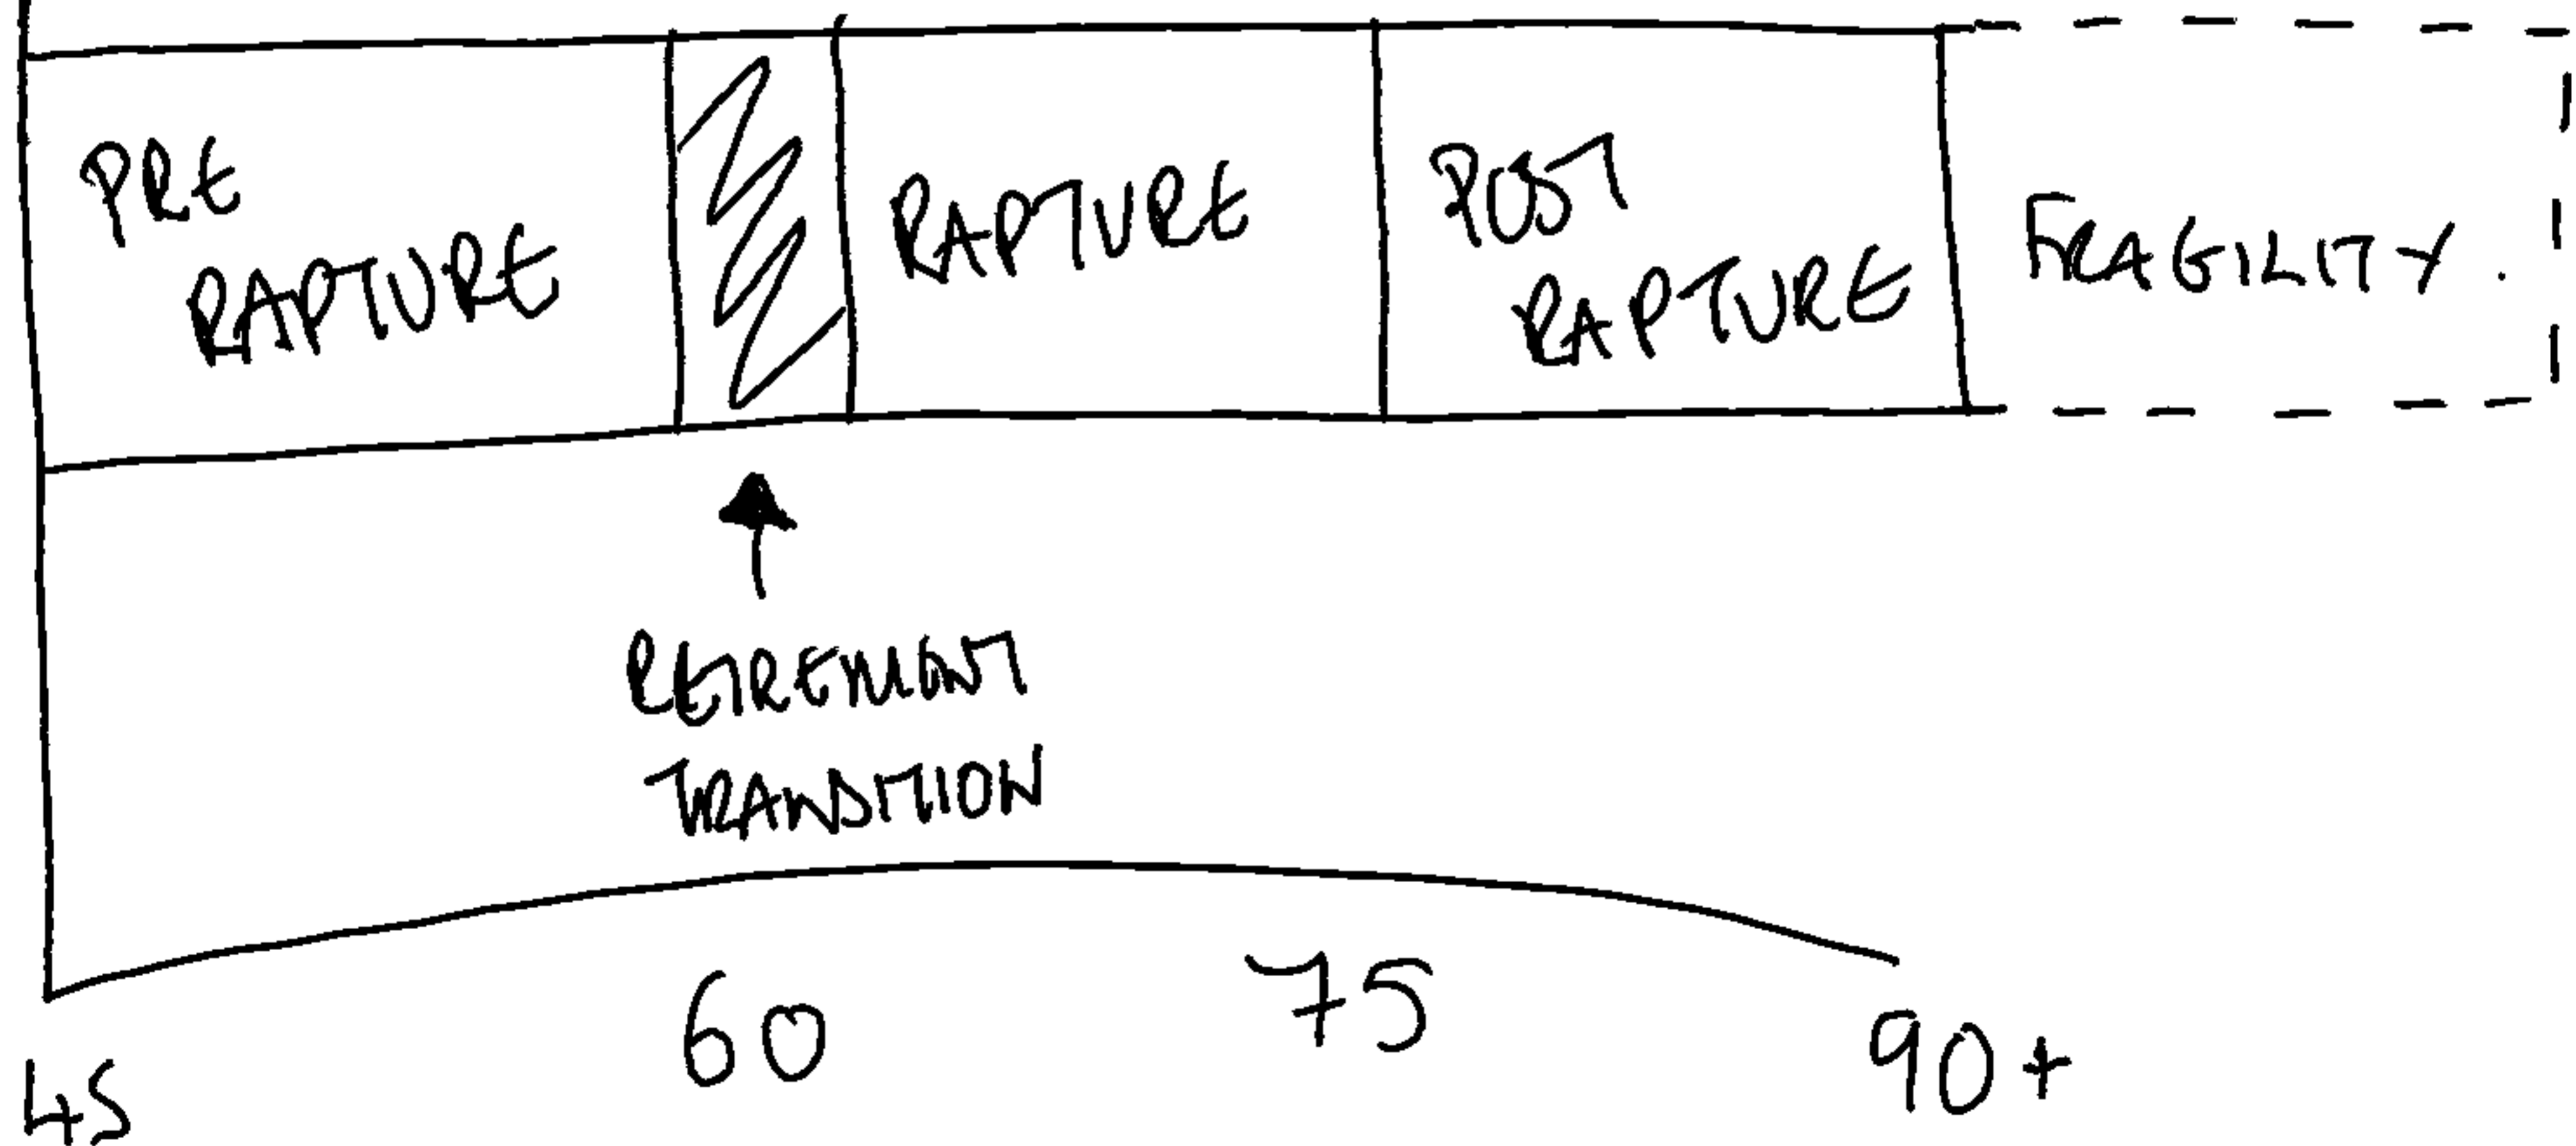 PRE
RAPTURE
RAPTURE
POST
RAPTURE
FRAGILITY.
RETIREMENT
TRANSITION
45
60
75
90+